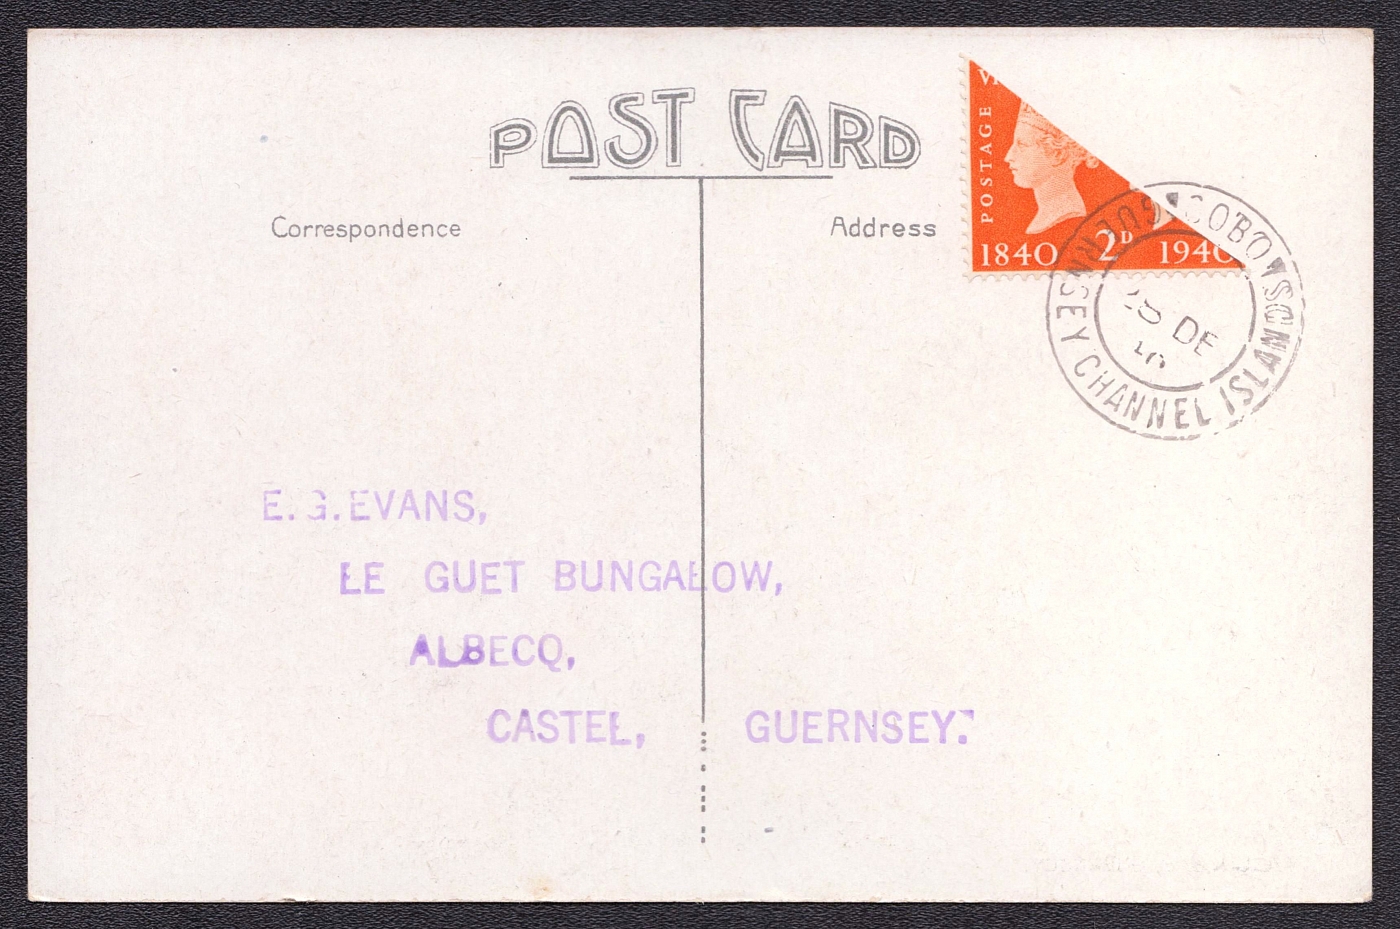 POST CARD
Correspondence
Address
POSTAGE
1840 2D 1940
COBO
GUERNSEY CHANNEL ISLANDS
DE
E.G.EVANS,
LE GUET BUNGALOW,
ALBECQ,
CASTEL, GUERNSEY.